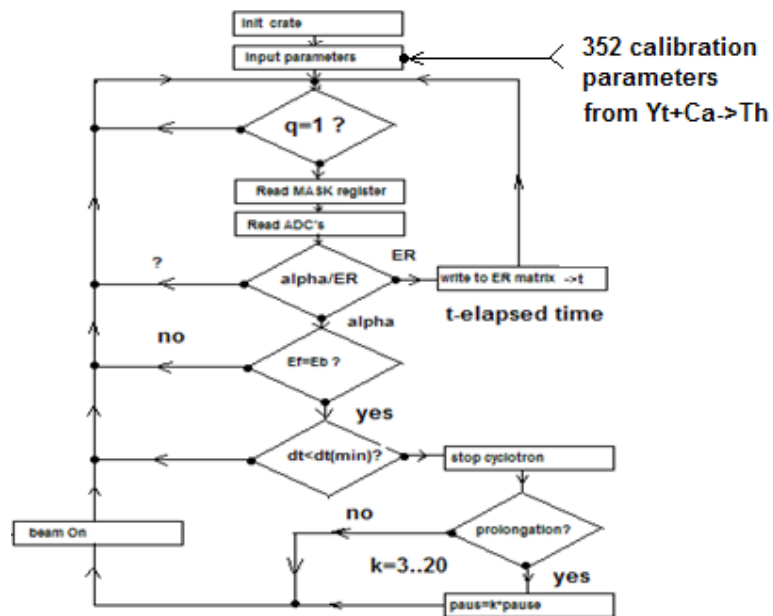 init crate
Input parameters
352 calibration
parameters
from Yt+Ca->Th
q=1 ?
Read MASK register
Read ADC's
ER
?
alpha/ER
write to ER matrix ->t
alpha
t-elapsed time
no
Ef=Eb ?
yes
dt<dt(min)?
stop cyclotron
no
prolongation?
beam On
k=3..20
yes
paus=k*pause